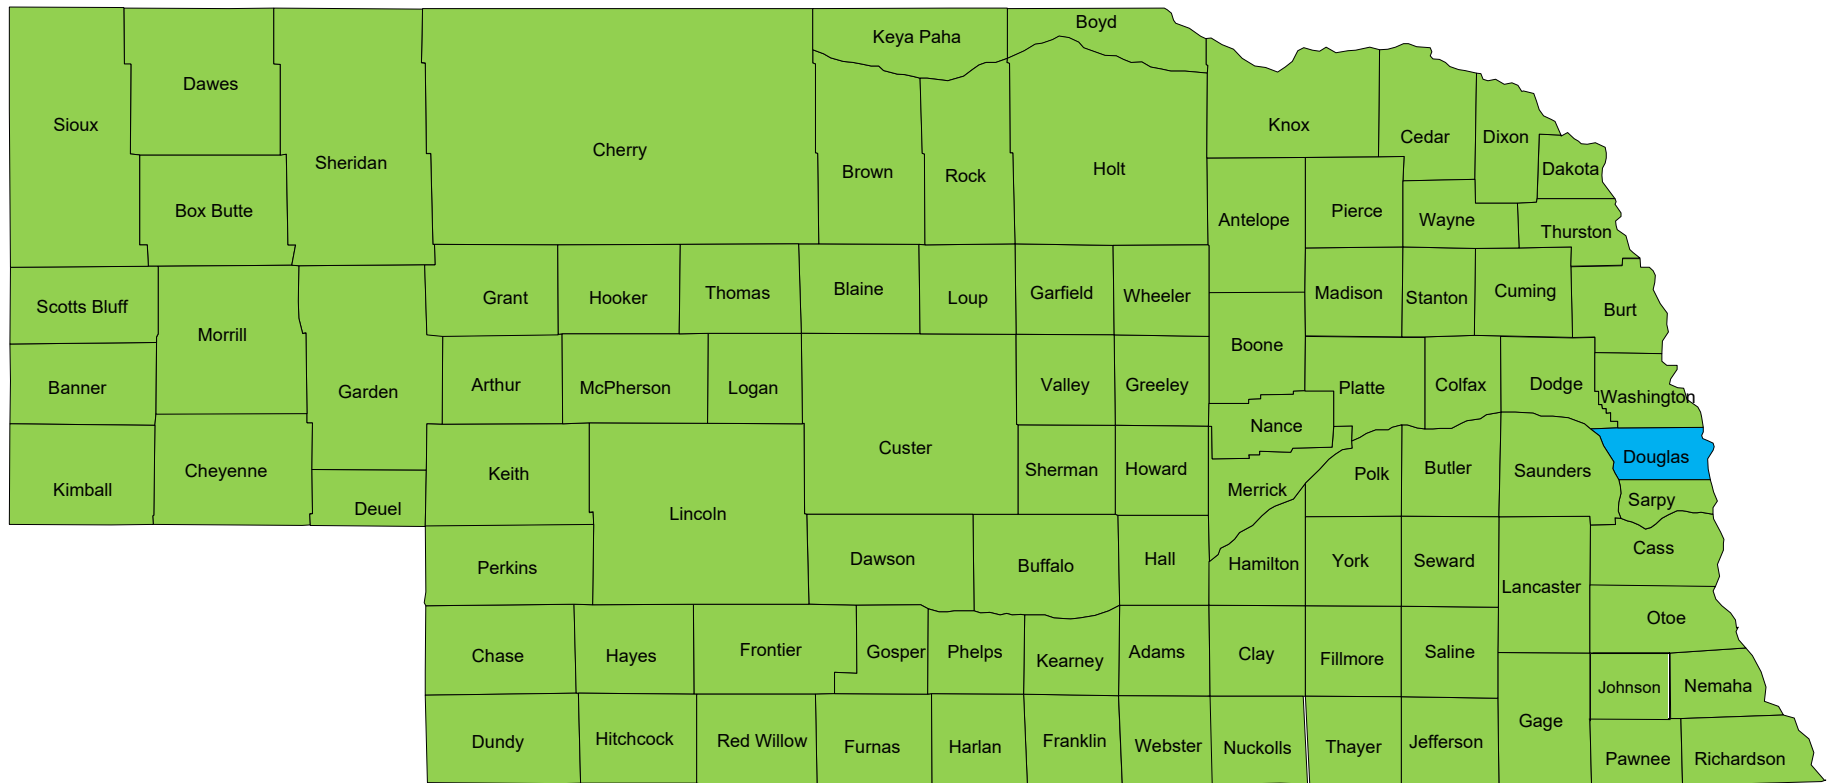 Boyd
Keya Paha
Dawes
Sioux
Knox
Cedar
Dixon
Cherry
Sheridan
Brown
Rock
Holt
Dakota
Box Butte
Antelope
Pierce
Wayne
Thurston
Scotts Bluff
Grant
Hooker
Thomas
Blaine
Loup
Garfield
Wheeler
Madison
Stanton
Cuming
Burt
Morrill
Boone
Banner
Garden
Arthur
McPherson
Logan
Valley
Greeley
Platte
Colfax
Dodge
Washington
Nance
Custer
Kimball
Cheyenne
Keith
Sherman
Howard
Merrick
Polk
Butler
Saunders
Douglas
Deuel
Lincoln
Sarpy
Perkins
Dawson
Buffalo
Hall
Hamilton
York
Seward
Lancaster
Cass
Otoe
Chase
Hayes
Frontier
Gosper
Phelps
Kearney
Adams
Clay
Fillmore
Saline
Johnson
Nemaha
Dundy
Hitchcock
Red Willow
Furnas
Harlan
Franklin
Webster
Nuckolls
Thayer
Jefferson
Gage
Pawnee
Richardson